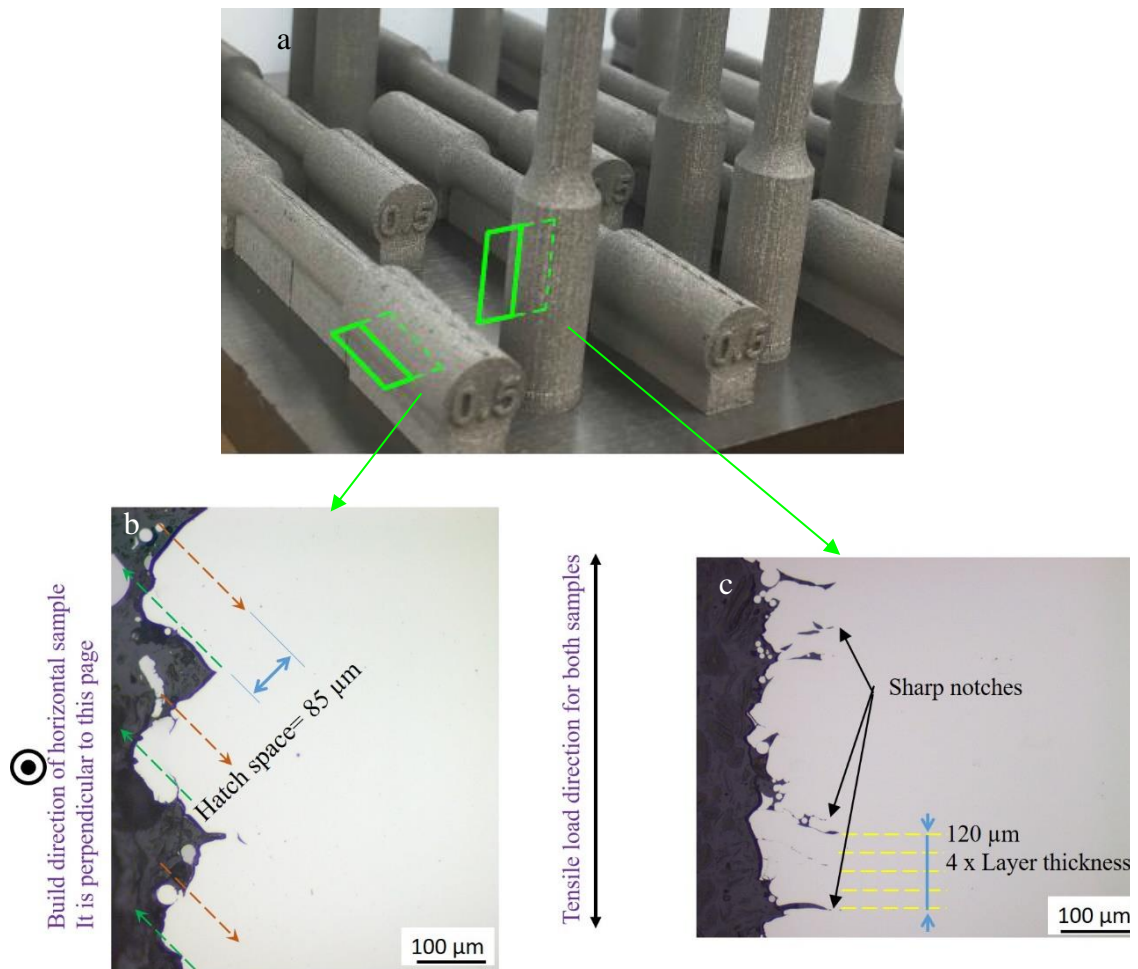 a
0.5
0.5
0.5
b
Build direction of horizontal sample
It is perpendicular to this page
Hatch space= 85 µm
100 µm
Tensile load direction for both samples
c
Sharp notches
120 µm
4 x Layer thickness
100 µm